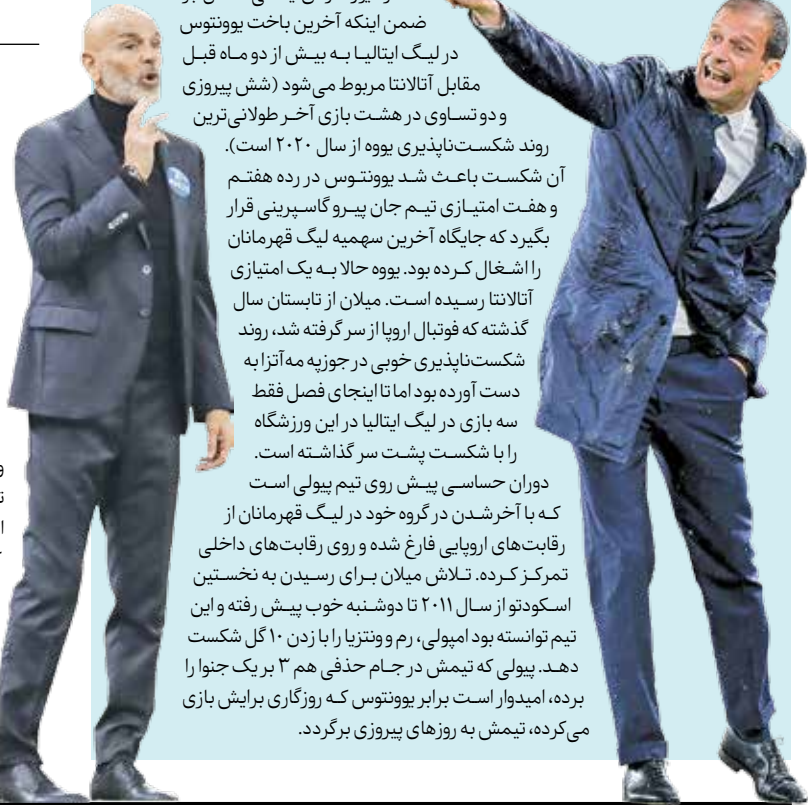 ضمن اینکه آخرین باخت یوونتوس
در لیگ ایتالیا به بیش از دو ماه قبل
مقابل آتالانتا مربوط می‌شود (شش پیروزی
و دو تساوی در هشت بازی آخر طولانی‌ترین
روند شکست‌ناپذیری یووه از سال ۲۰۲۰ است).
آن شکست باعث شد یوونتوس در رده هفتم
و هفت امتیازی تیم جان پیرو گاسپرینی قرار
بگیرد که جایگاه آخرین سهمیه لیگ قهرمانان
را اشغال کرده بود. یووه حالا به یک امتیازی
آتالانتا رسیده است. میلان از تابستان سال
گذشته که فوتبال اروپا از سر گرفته شد، روند
شکست‌ناپذیری خوبی در جوزپه مه‌آتزا به
دست آورده بود اما تا اینجای فصل فقط
سه بازی در لیگ ایتالیا در این ورزشگاه
را با شکست پشت سر گذاشته است.
دوران حساسی پیش روی تیم پیولی است
که با آخر شدن در گروه خود در لیگ قهرمانان از
رقابت‌های اروپایی فارغ شده و روی رقابت‌های داخلی
تمرکز کرده. تلاش میلان برای رسیدن به نخستین
اسکودتو از سال ۲۰۱۱ تا دوشنبه خوب پیش رفته و این
تیم توانسته بود امپولی، رم و ونتزیا را با زدن ۱۰ گل شکست
دهد. پیولی که تیمش در جام حذفی هم ۳ بر یک جنوا را
برده، امیدوار است برابر یوونتوس که روزگاری برایش بازی
می‌کرده، تیمش به روزهای پیروزی برگردد.